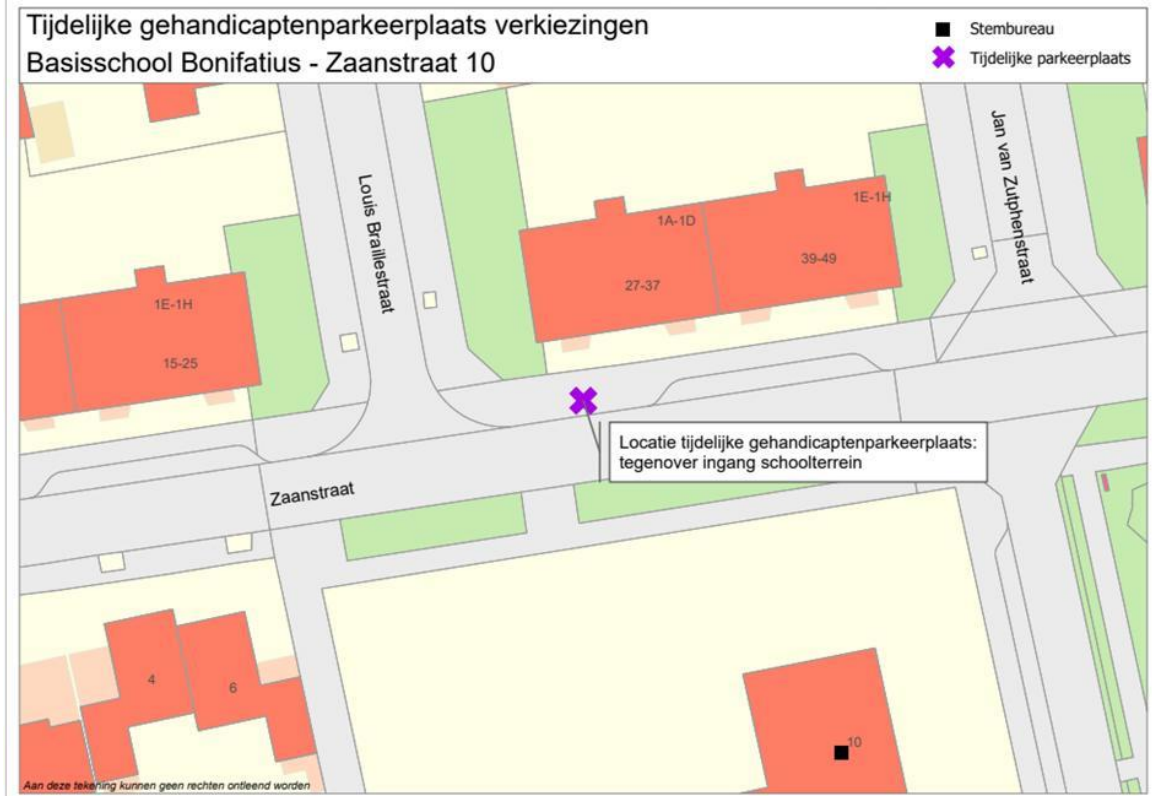 Tijdelijke gehandicaptenparkeerplaats verkiezingen
Basisschool Bonifatius - Zaanstraat 10
Stembureau
Tijdelijke parkeerplaats
Louis Braillestraat
Jan van Zutphenstraat
1A-1D
1E-1H
27-37
39-49
1E-1H
15-25
Locatie tijdelijke gehandicaptenparkeerplaats:
tegenover ingang schoolterrein
Zaanstraat
4
6
10
Aan deze tekening kunnen geen rechten ontleend worden